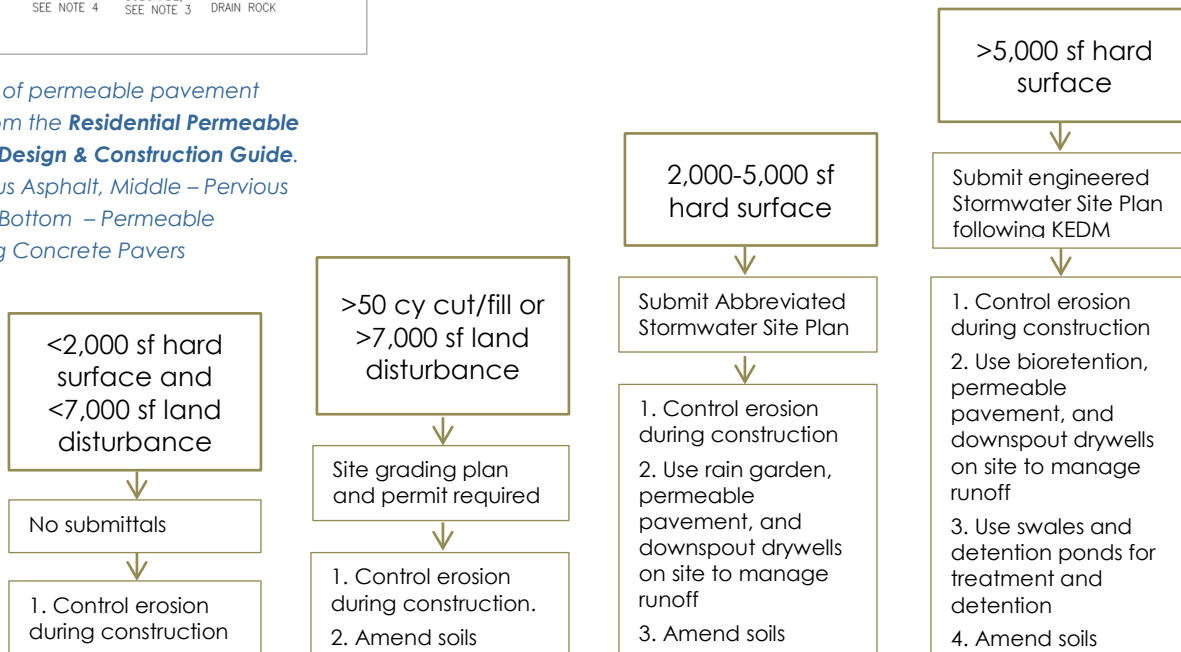 SEE NOTE 4
SEE NOTE 3
DRAIN ROCK
of permeable pavement
om the Residential Permeable
Design & Construction Guide.
us Asphalt, Middle – Pervious
Bottom – Permeable
g Concrete Pavers
<2,000 sf hard
surface and
<7,000 sf land
disturbance
No submittals
1. Control erosion
during construction
>50 cy cut/fill or
>7,000 sf land
disturbance
Site grading plan
and permit required
1. Control erosion
during construction.
2. Amend soils
2,000-5,000 sf
hard surface
Submit Abbreviated
Stormwater Site Plan
1. Control erosion
during construction
2. Use rain garden,
permeable
pavement, and
downspout drywells
on site to manage
runoff
3. Amend soils
>5,000 sf hard
surface
Submit engineered
Stormwater Site Plan
following KEDM
1. Control erosion
during construction
2. Use bioretention,
permeable
pavement, and
downspout drywells
on site to manage
runoff
3. Use swales and
detention ponds for
treatment and
detention
4. Amend soils